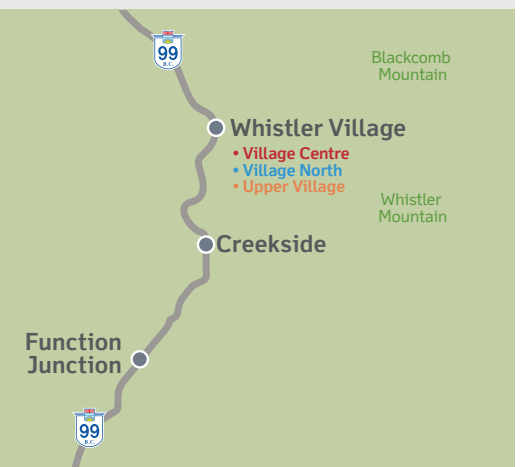 99
B.C.
Blackcomb
Mountain
Whistler Village
• Village Centre
• Village North
• Upper Village
Whistler
Mountain
Creekside
Function
Junction
99
B.C.